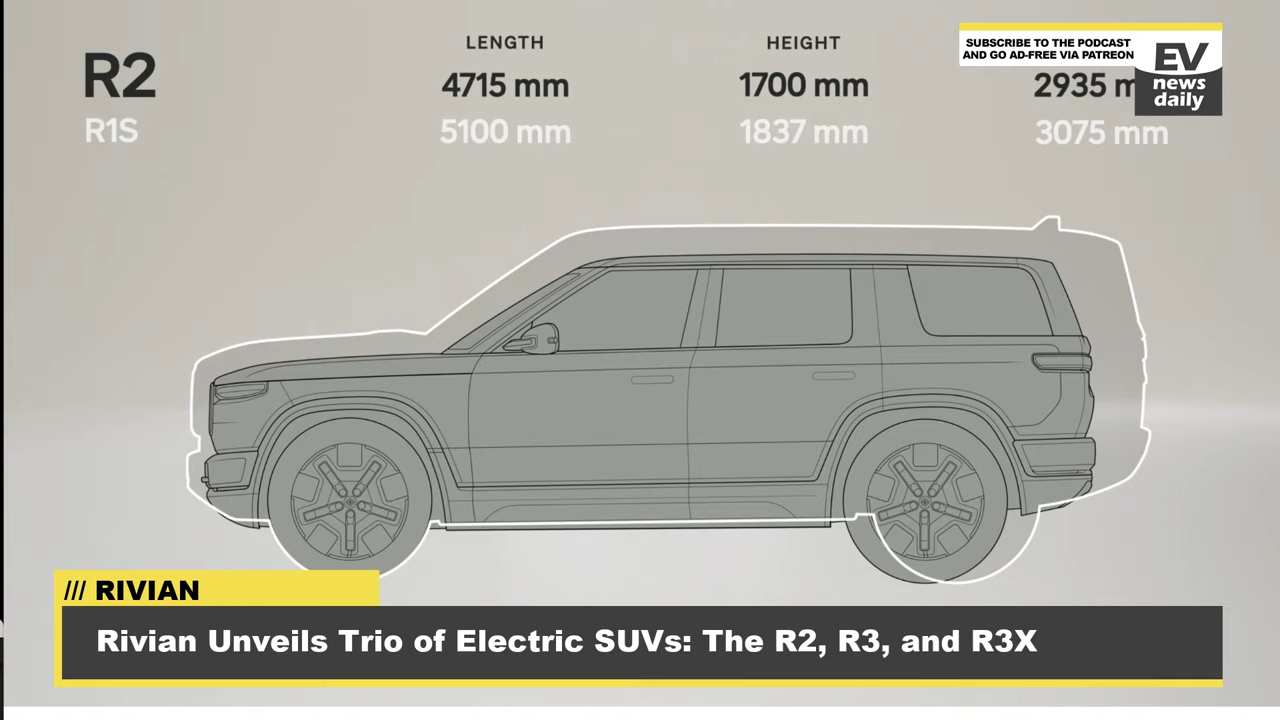 R2
R1S
LENGTH
4715 mm
5100 mm
HEIGHT
1700 mm
1837 mm
2935 m
3075 mm
SUBSCRIBE TO THE PODCAST
AND GO AD-FREE VIA PATREON
EV
news
daily
/// RIVIAN
Rivian Unveils Trio of Electric SUVs: The R2, R3, and R3X